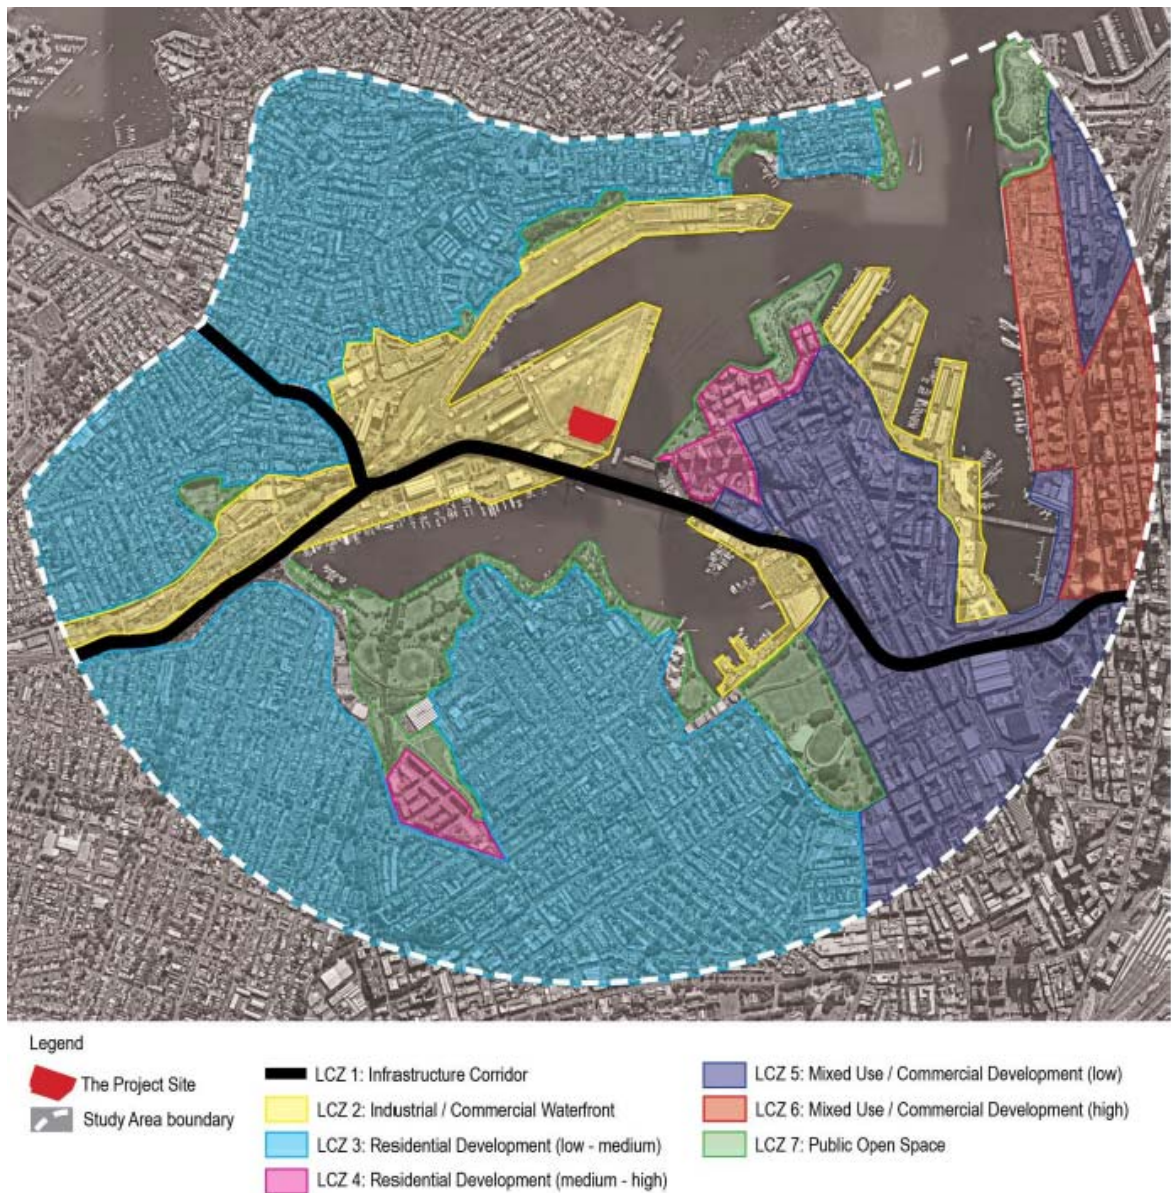 Legend
The Project Site
Study Area boundary
LCZ 1: Infrastructure Corridor
LCZ 2: Industrial / Commercial Waterfront
LCZ 3: Residential Development (low - medium)
LCZ 4: Residential Development (medium - high)
LCZ 5: Mixed Use / Commercial Development (low)
LCZ 6: Mixed Use / Commercial Development (high)
LCZ 7: Public Open Space